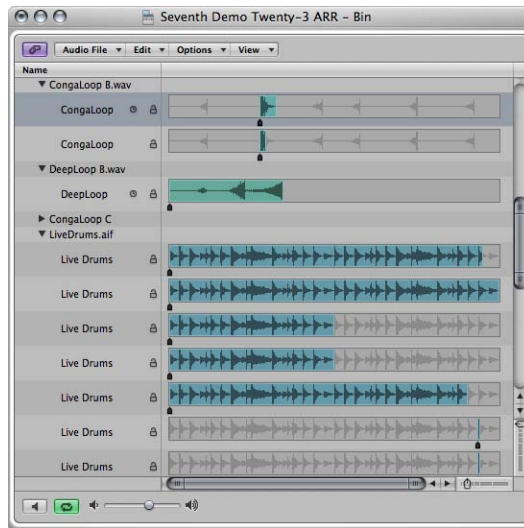 Seventh Demo Twenty-3 ARR - Bin
Audio File Edit Options View
Name
CongaLoop B.wav
CongaLoop
CongaLoop
DeepLoop B.wav
DeepLoop
CongaLoop C
LiveDrums.aif
Live Drums
Live Drums
Live Drums
Live Drums
Live Drums
Live Drums
Live Drums